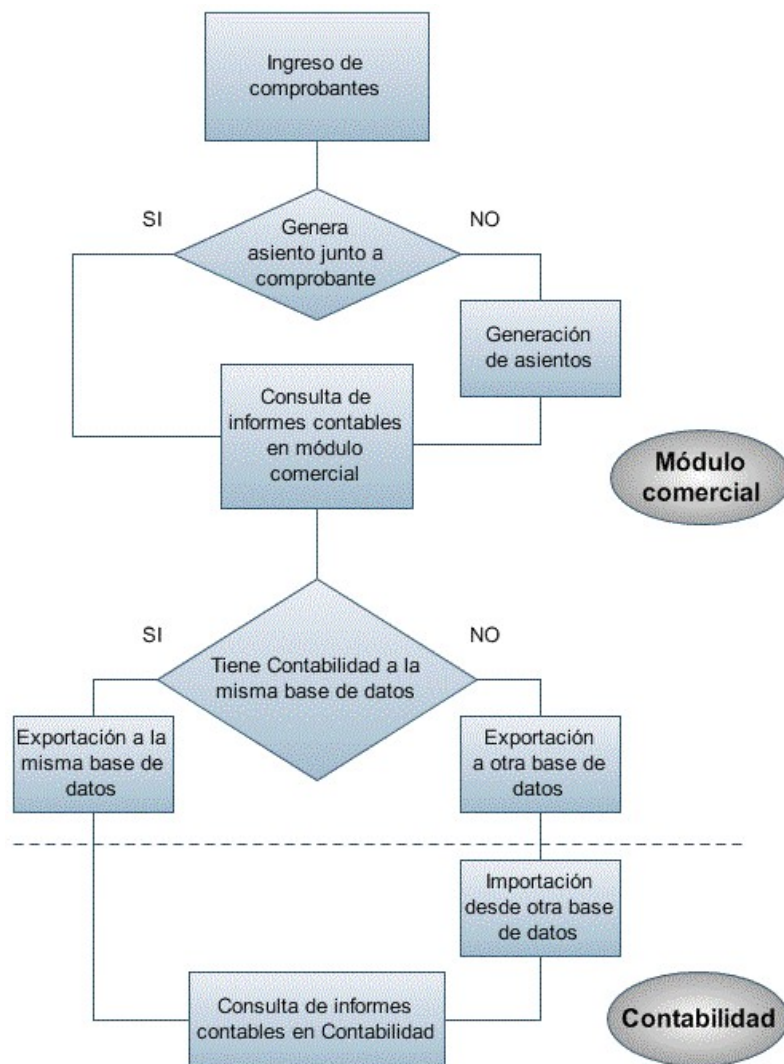 Ingreso de
comprobantes
SI
NO
Genera
asiento junto a
comprobante
Generación
de asientos
Consulta de
informes contables
en módulo
comercial
Módulo
comercial
SI
NO
Tiene Contabilidad a la
misma base de datos
Exportación a la
misma base de
datos
Exportación
a otra base de
datos
Importación
desde otra base
de datos
Consulta de informes
contables en Contabilidad
Contabilidad